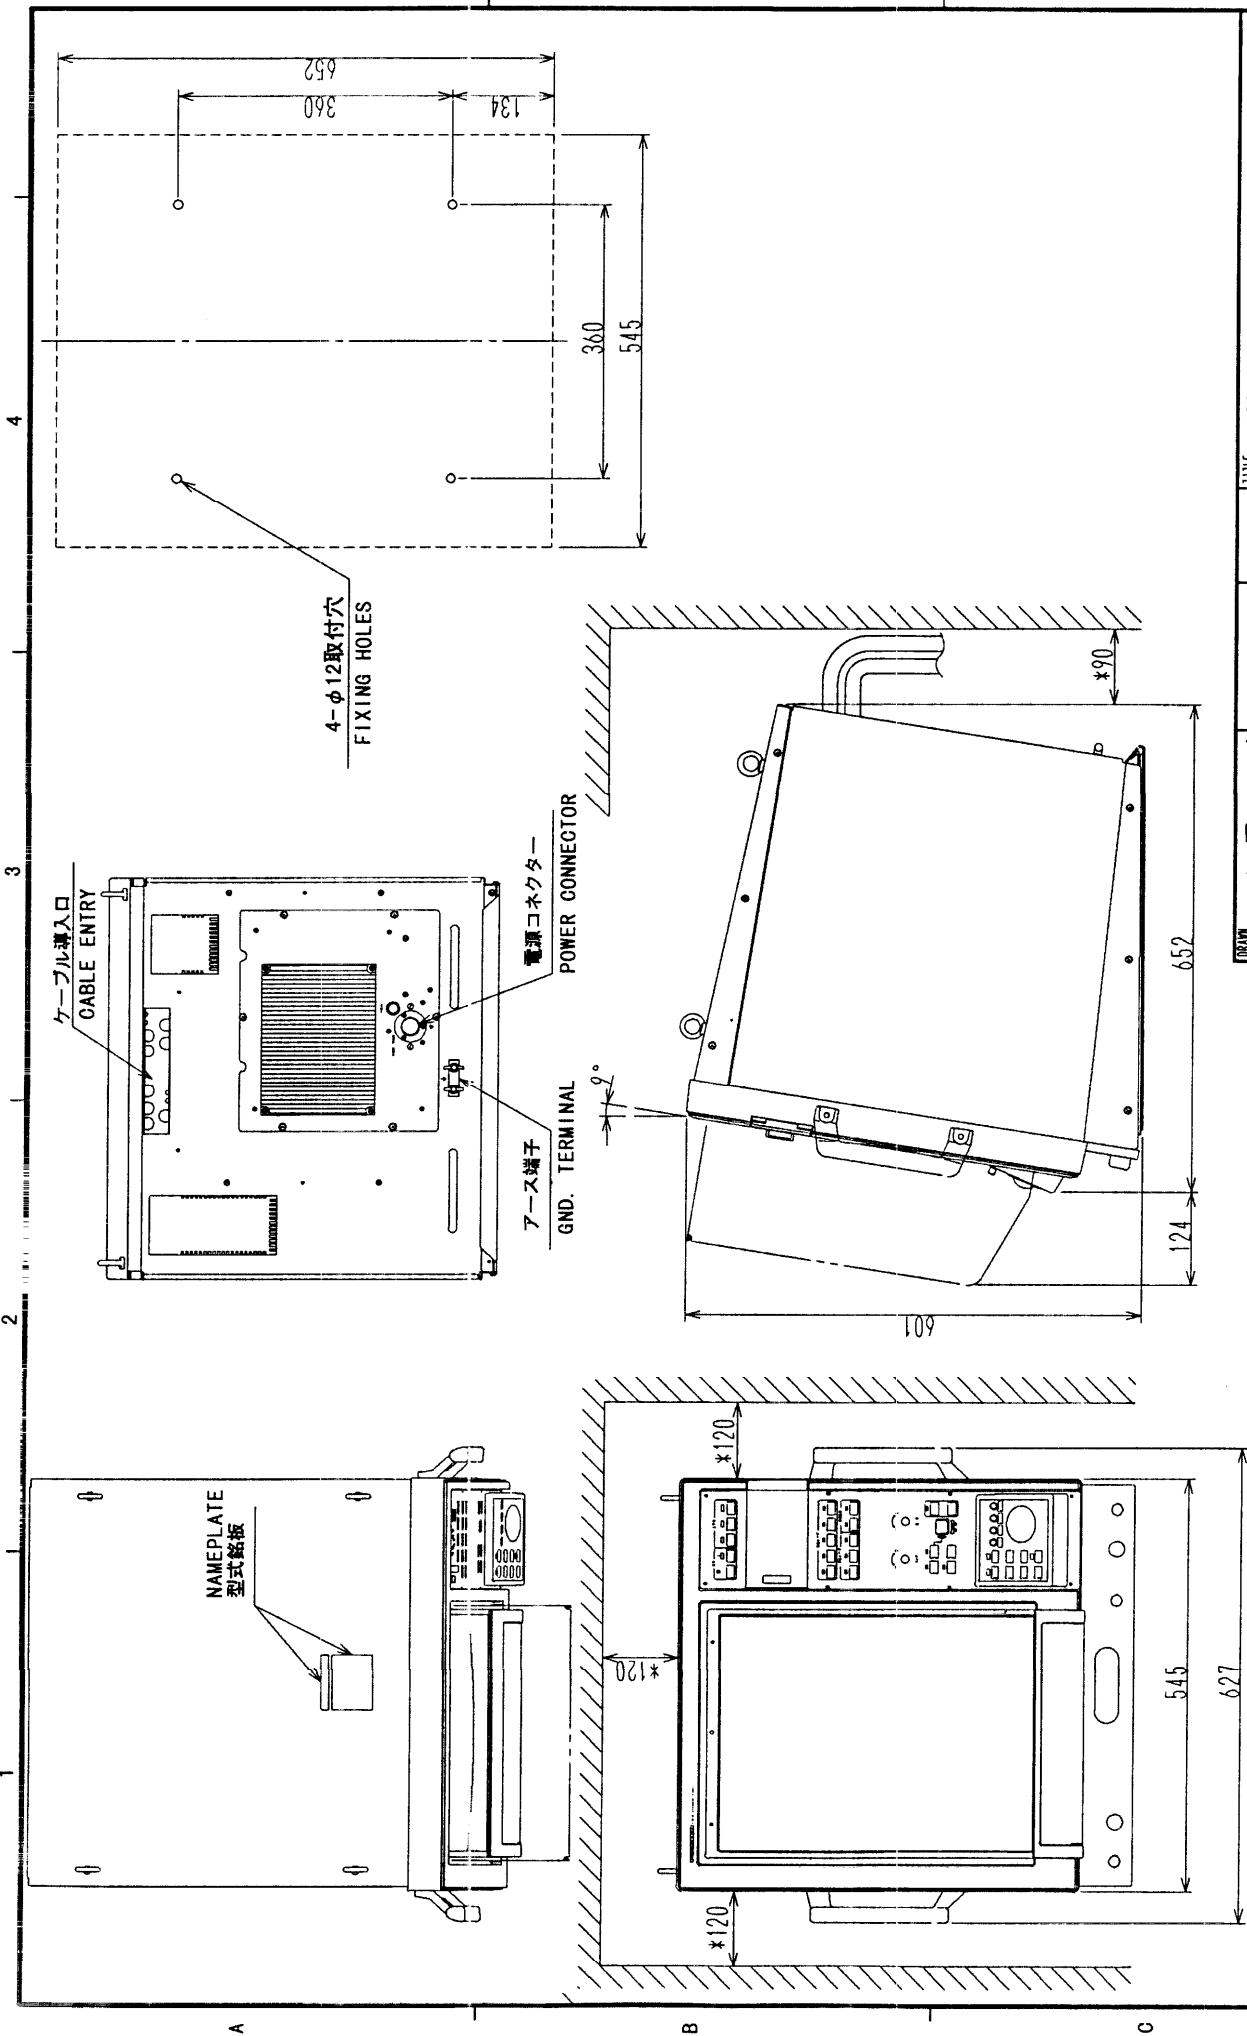 1
2
3
4
A
B
C
NAMEPLATE
型式銘板
ケーブル導入口
CABLE ENTRY
アース端子
GND. TERMINAL
電源コネクター
POWER CONNECTOR
4-φ12取付穴
FIXING HOLES
652
360
134
360
545
*120
*120
*120
545
627
601
9°
124
652
*90
DRAWN